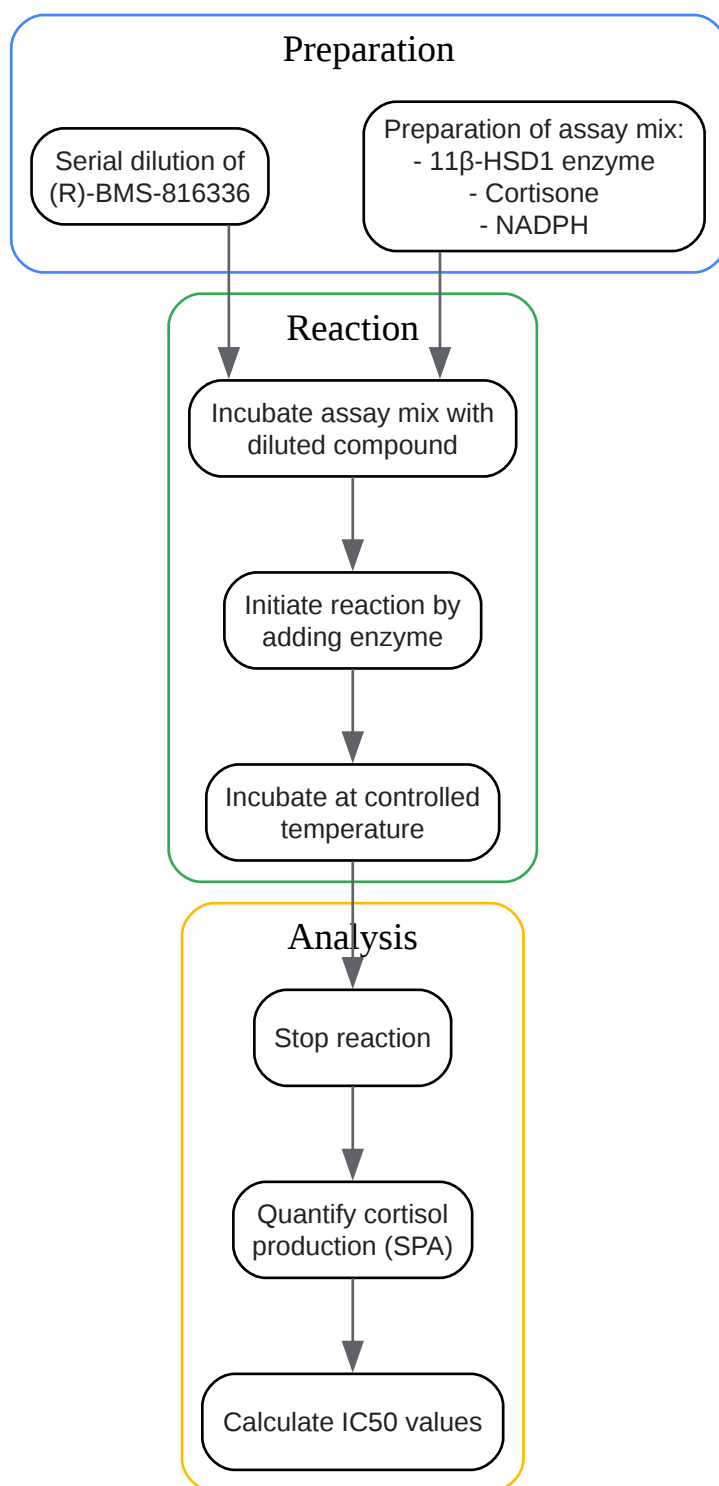 Preparation
Serial dilution of
(R)-BMS-816336
Preparation of assay mix:
- 11β-HSD1 enzyme
- Cortisone
- NADPH
Reaction
Incubate assay mix with
diluted compound
Initiate reaction by
adding enzyme
Incubate at controlled
temperature
Analysis
Stop reaction
Quantify cortisol
production (SPA)
Calculate IC50 values